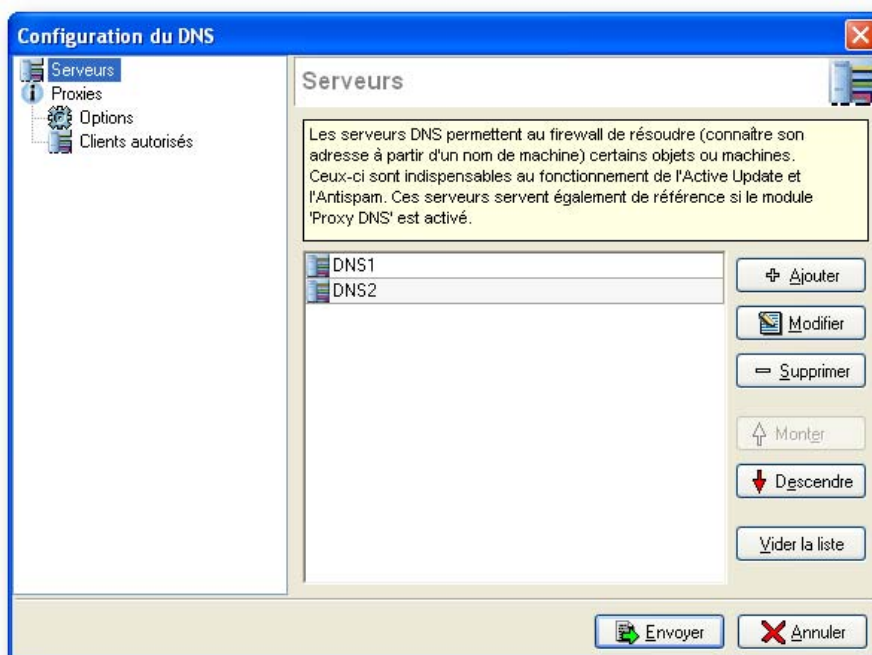 Configuration du DNS
Serveurs
Proxies
Options
Clients autorisés
Serveurs
Les serveurs DNS permettent au firewall de résoudre (connaître son
adresse à partir d'un nom de machine) certains objets ou machines.
Ceux-ci sont indispensables au fonctionnement de l'Active Update et
l'Antispam. Ces serveurs servent également de référence si le module
'Proxy DNS' est activé.
DNS1
DNS2
Ajouter
Modifier
Supprimer
Monter
Descendre
Vider la liste
Envoyer
Annuler